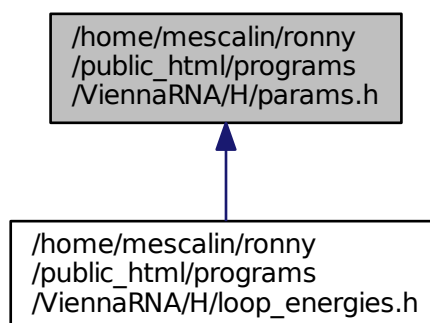 /home/mescalin/ronny
/public_html/programs
/ViennaRNA/H/params.h
/home/mescalin/ronny
/public_html/programs
/ViennaRNA/H/loop_energies.h